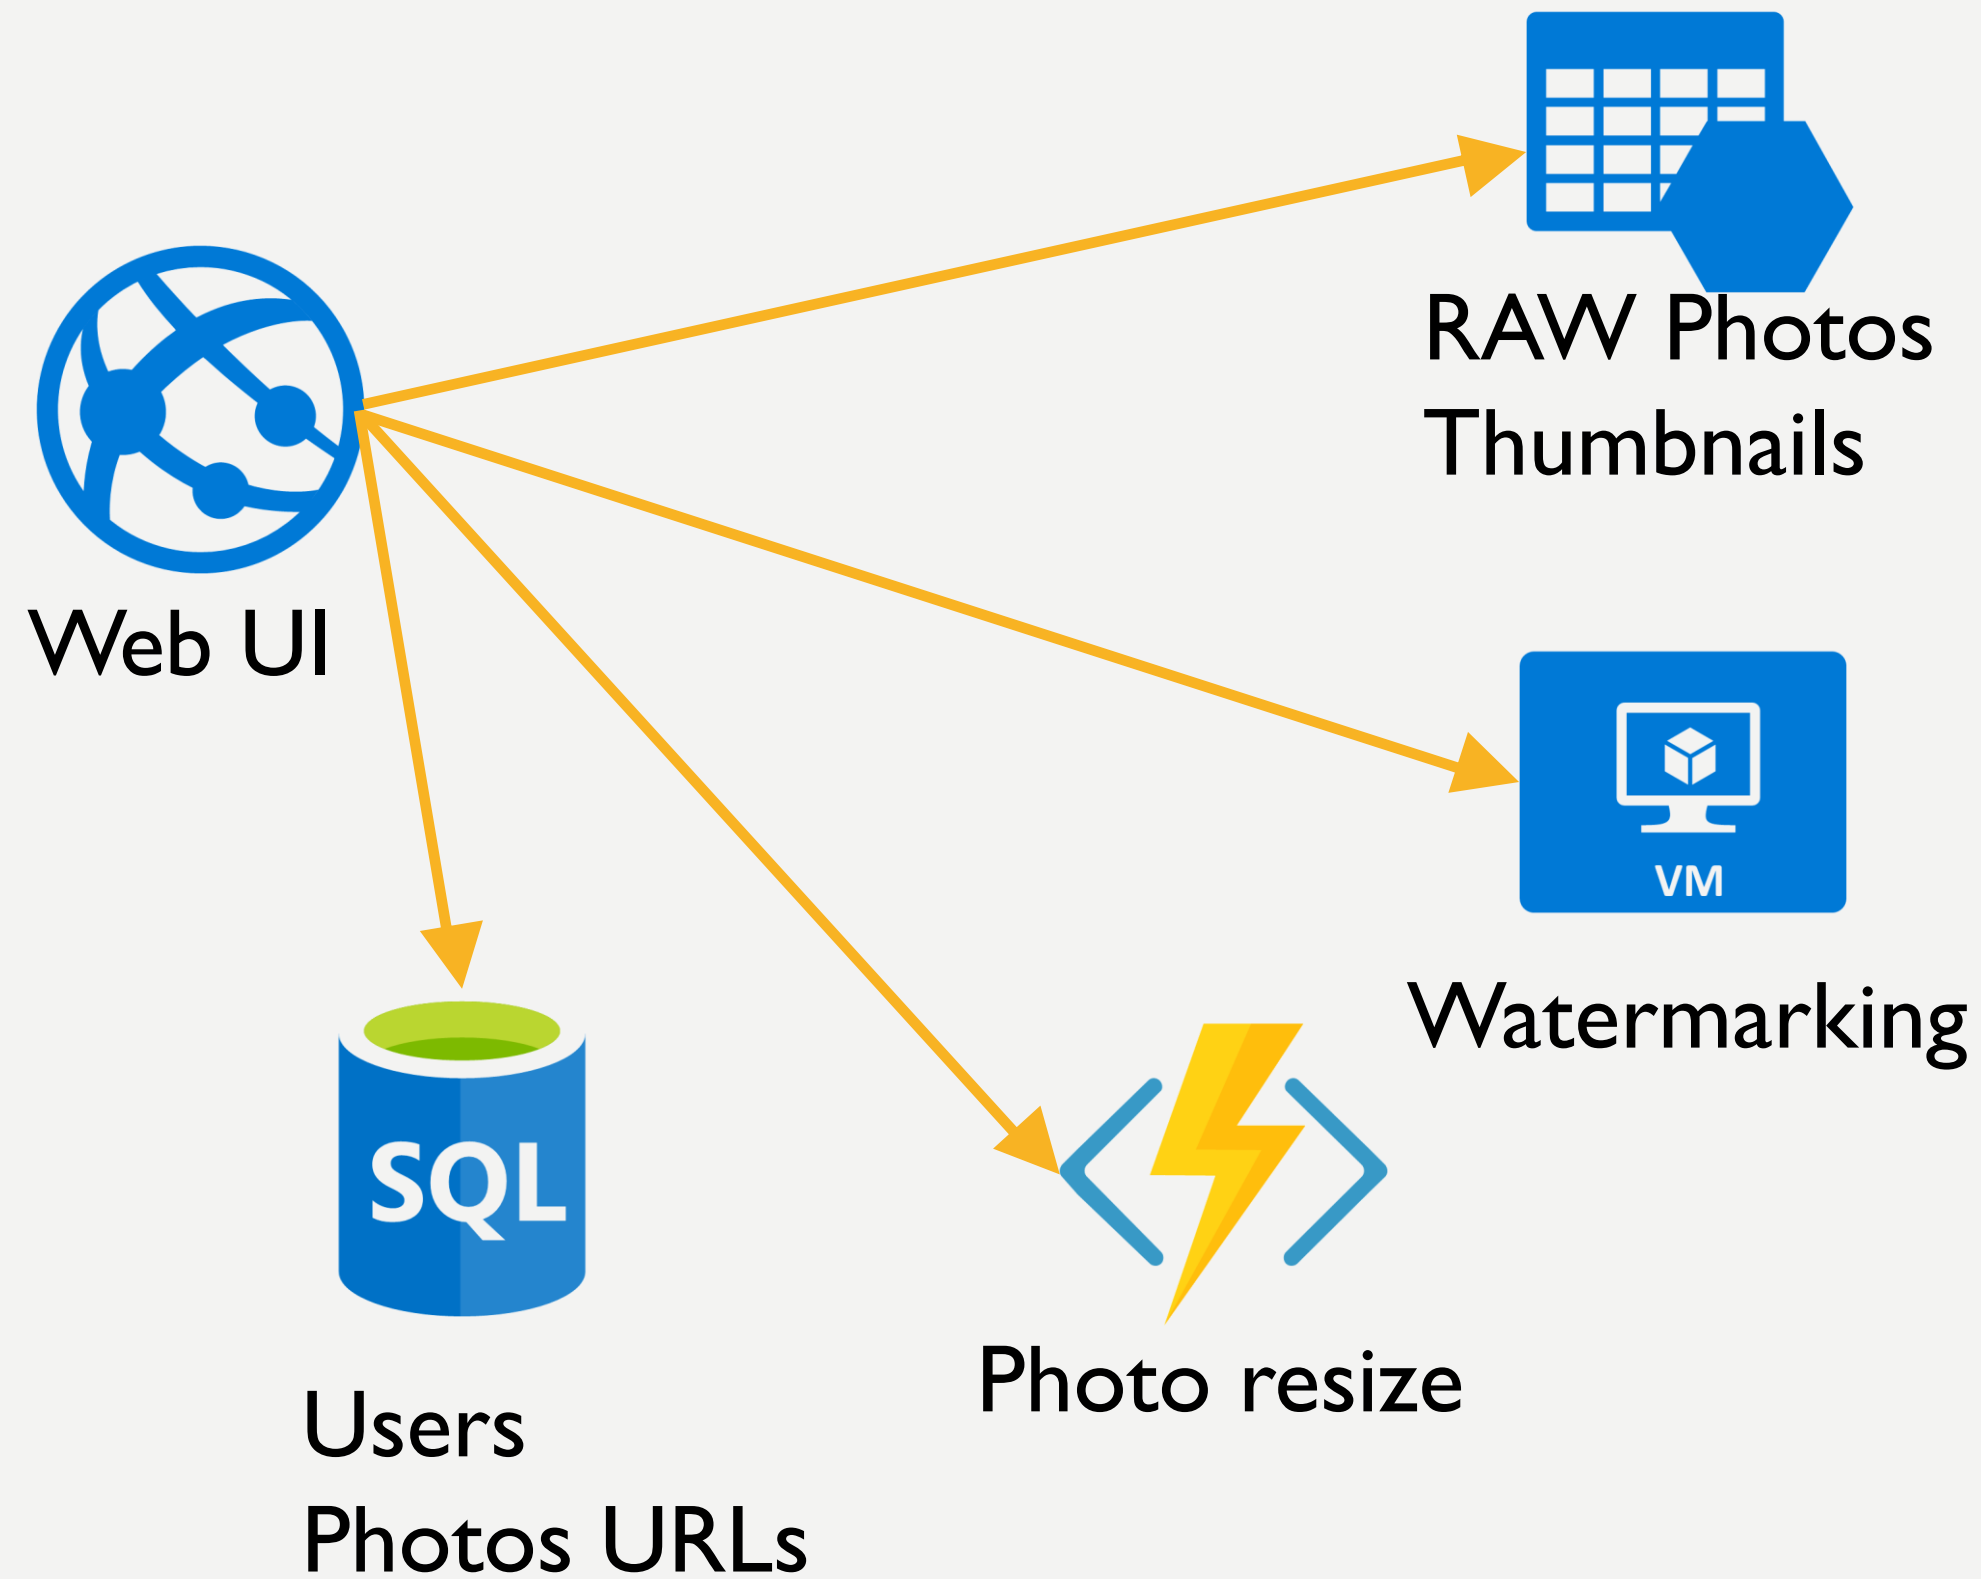 RAW Photos
Thumbnails
Web UI
VM
Watermarking
SQL
Photo resize
Users
Photos URLs